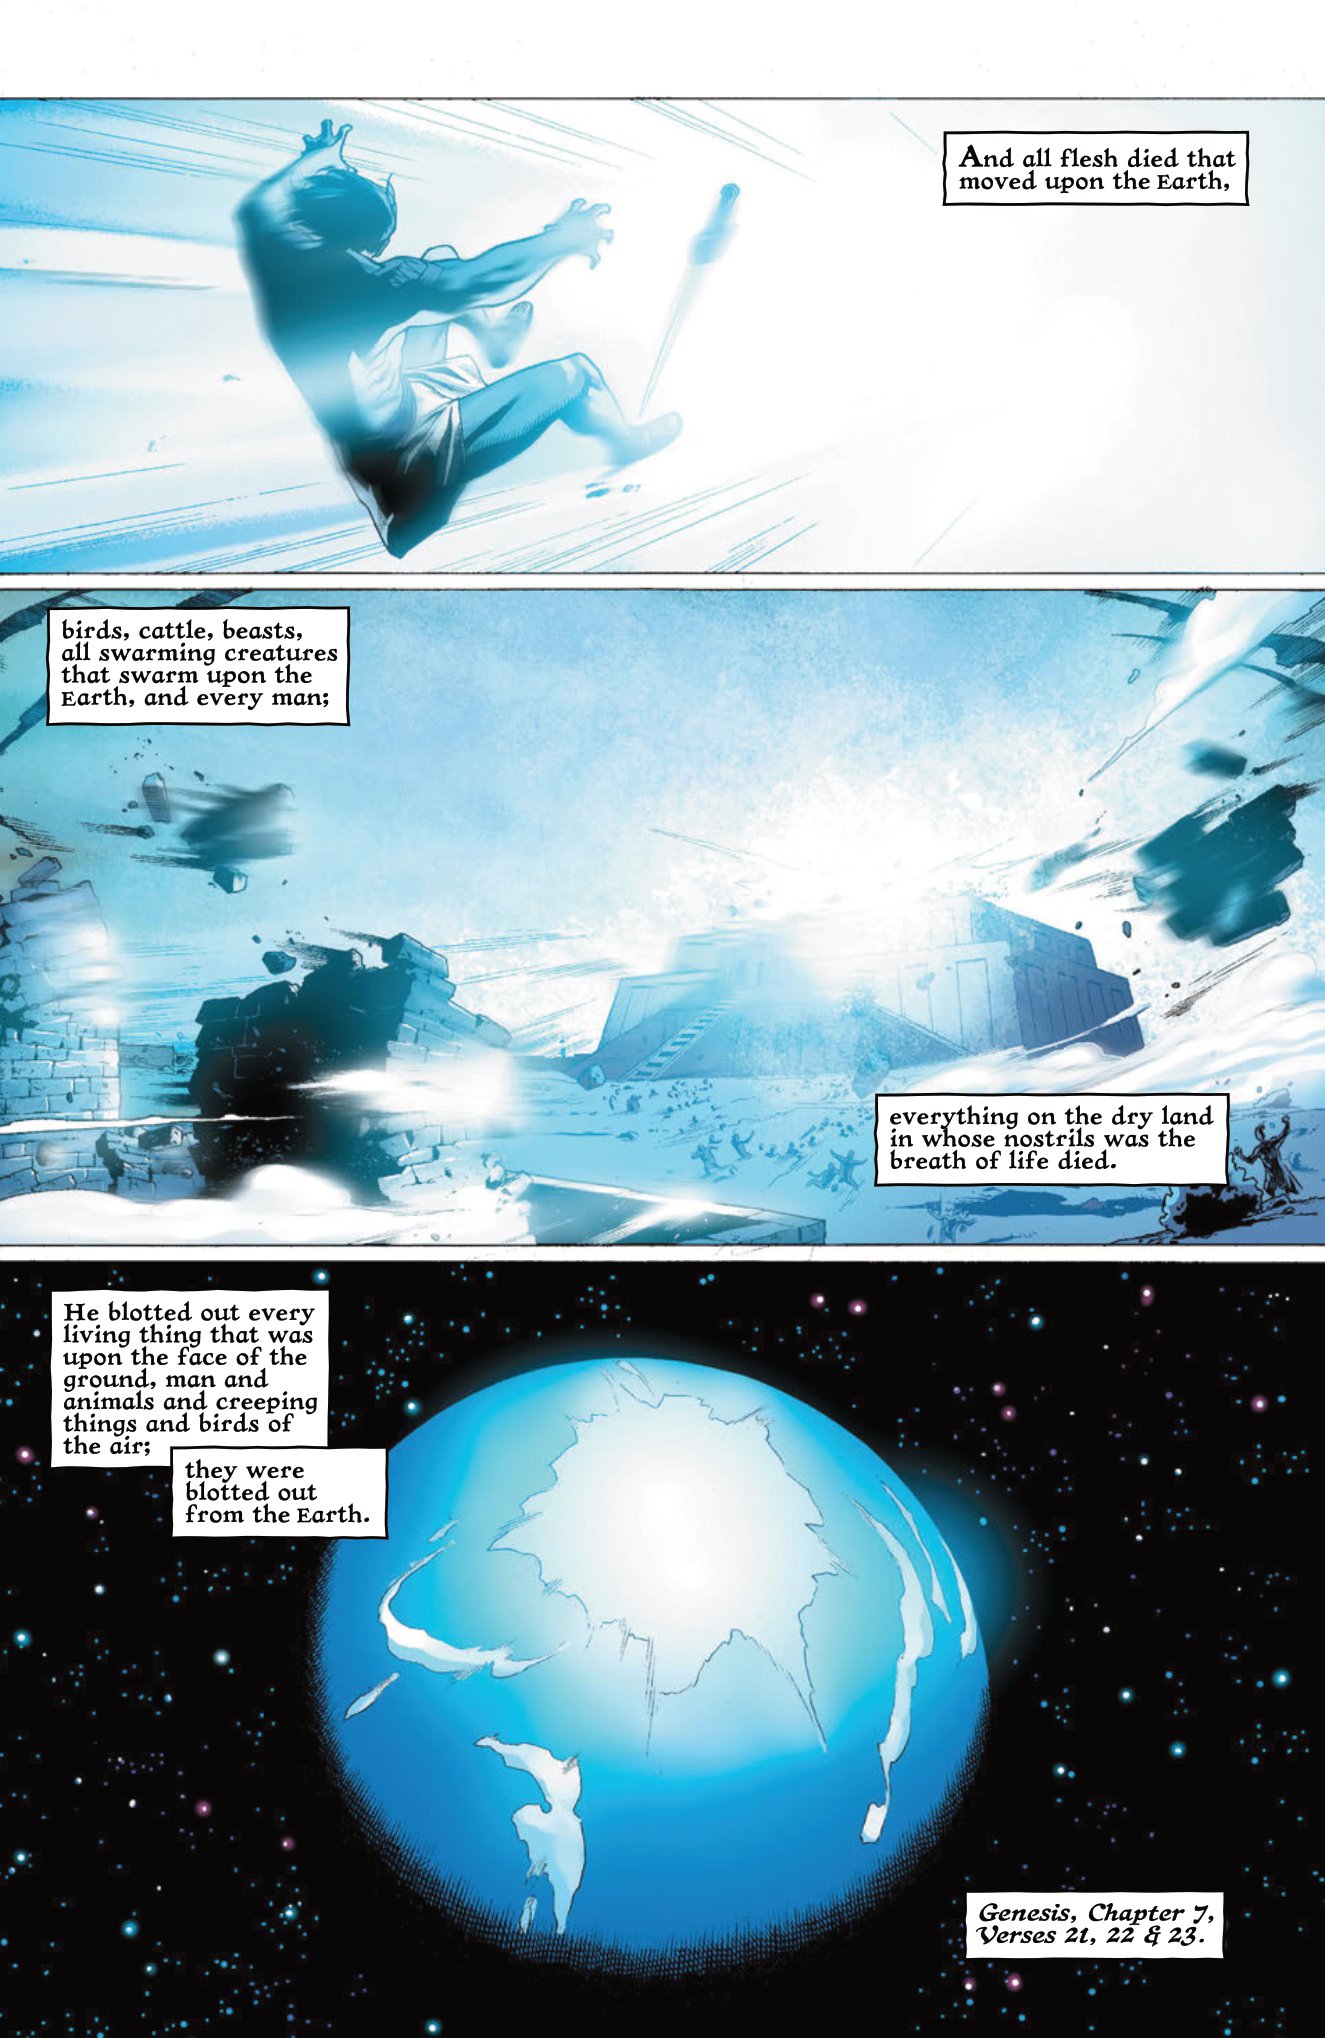 And all flesh died that
moved upon the Earth,
birds, cattle, beasts,
all swarming creatures
that swarm upon the
Earth, and every man;
everything on the dry land
in whose nostrils was the
breath of life died.
He blotted out every
living thing that was
upon the face of the
ground, man and
animals and creeping
things and birds of
the air;
they were
blotted out
from the Earth.
Genesis, Chapter 7,
Verses 21, 22 & 23.